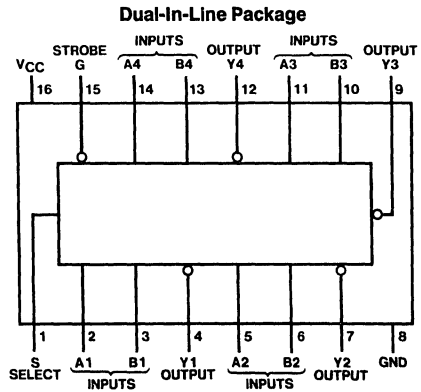 Dual-In-Line Package
STROBE INPUTS OUTPUT INPUTS OUTPUT
VCC G A4 B4 Y4 A3 B3 Y3
16 15 14 13 12 11 10 9
1 2 3 4 5 6 7 8
S A1 B1 Y1 A2 B2 Y2 GND
SELECT INPUTS OUTPUT INPUTS OUTPUT